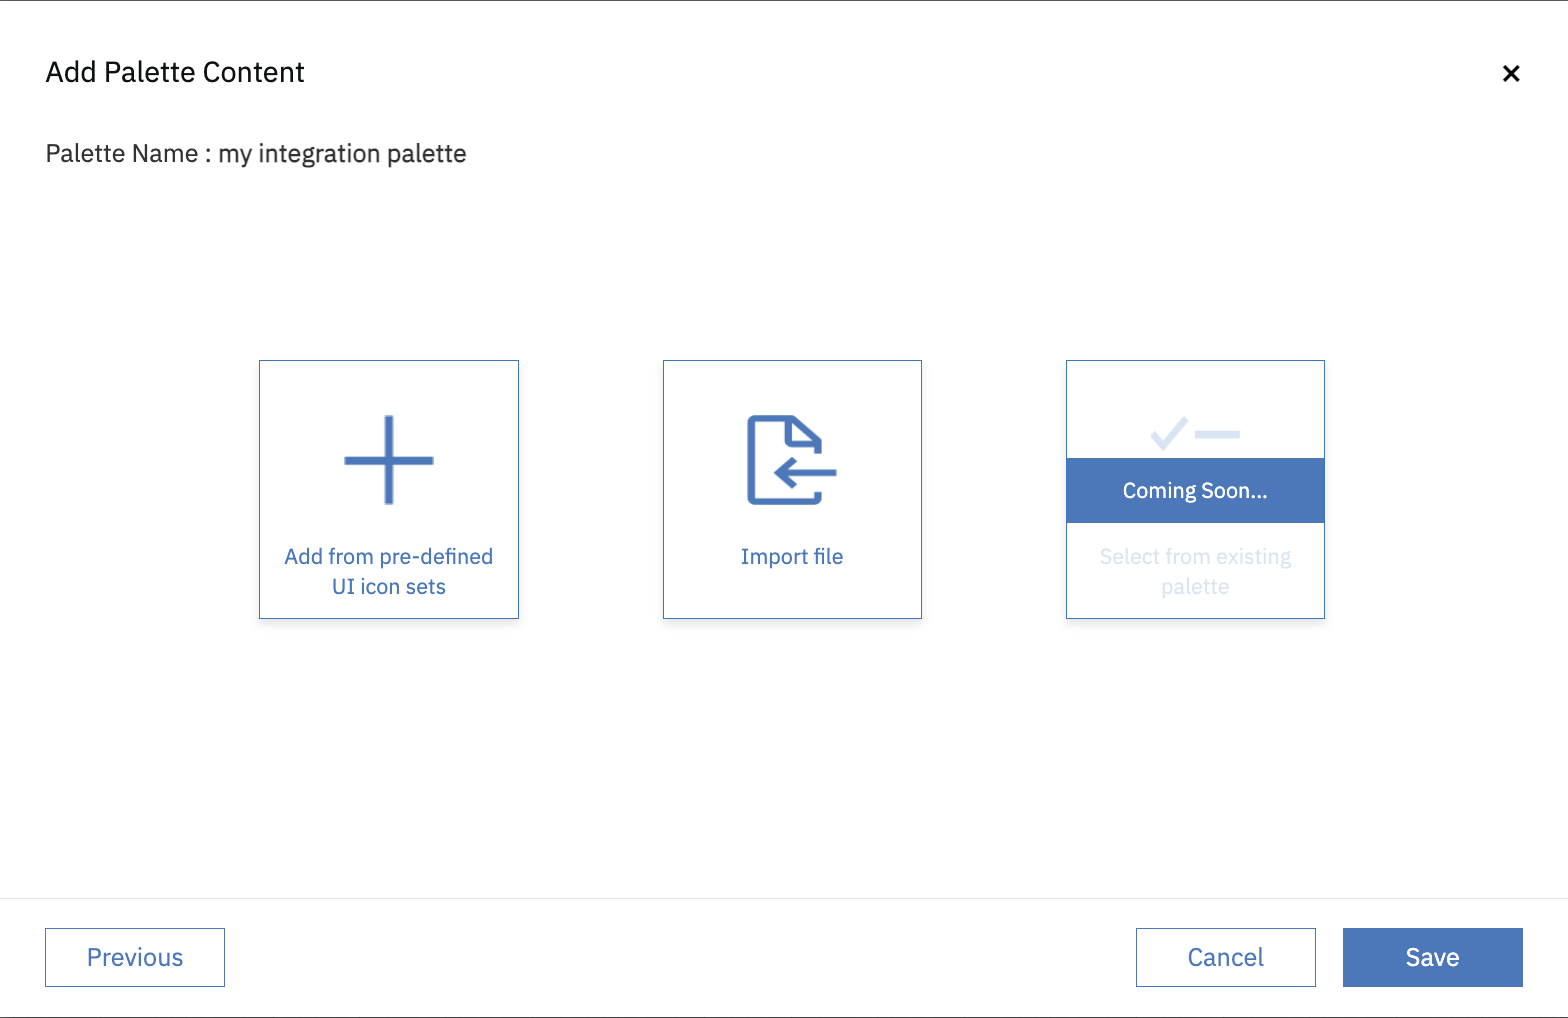 Add Palette Content
Palette Name : my integration palette
Add from pre-defined
UI icon sets
Import file
Coming Soon...
Select from existing
palette
Previous
Cancel
Save